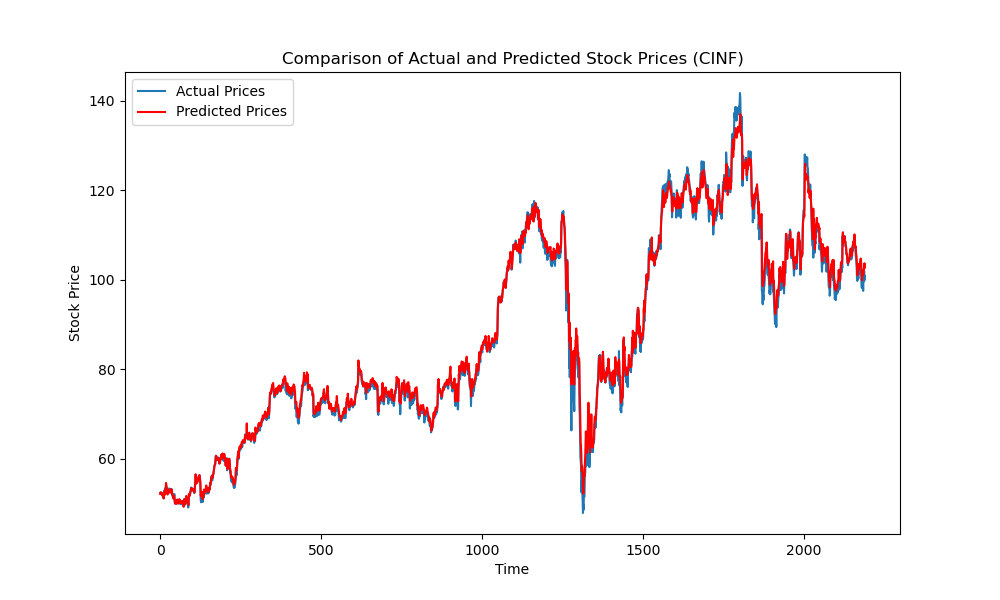 Comparison of Actual and Predicted Stock Prices (CINF)
Actual Prices
Predicted Prices
140
120
100
80
60
Stock Price
0
500
1000
1500
2000
Time